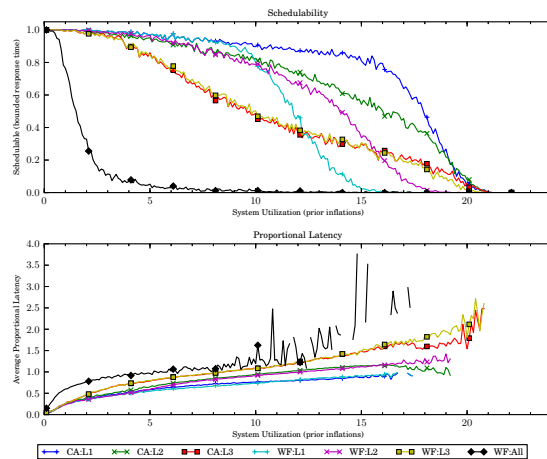 Schedulability
1.0
0.8
0.6
0.4
0.2
0.0
Schedulable (bounded response time)
0 5 10 15 20
System Utilization (prior inflations)
Proportional Latency
4.0
3.5
3.0
2.5
2.0
1.5
1.0
0.5
0.0
Average Proportional Latency
0 5 10 15 20
System Utilization (prior inflations)
CA:L1 CA:L2 CA:L3 WF:L1 WF:L2 WF:L3 WF:All